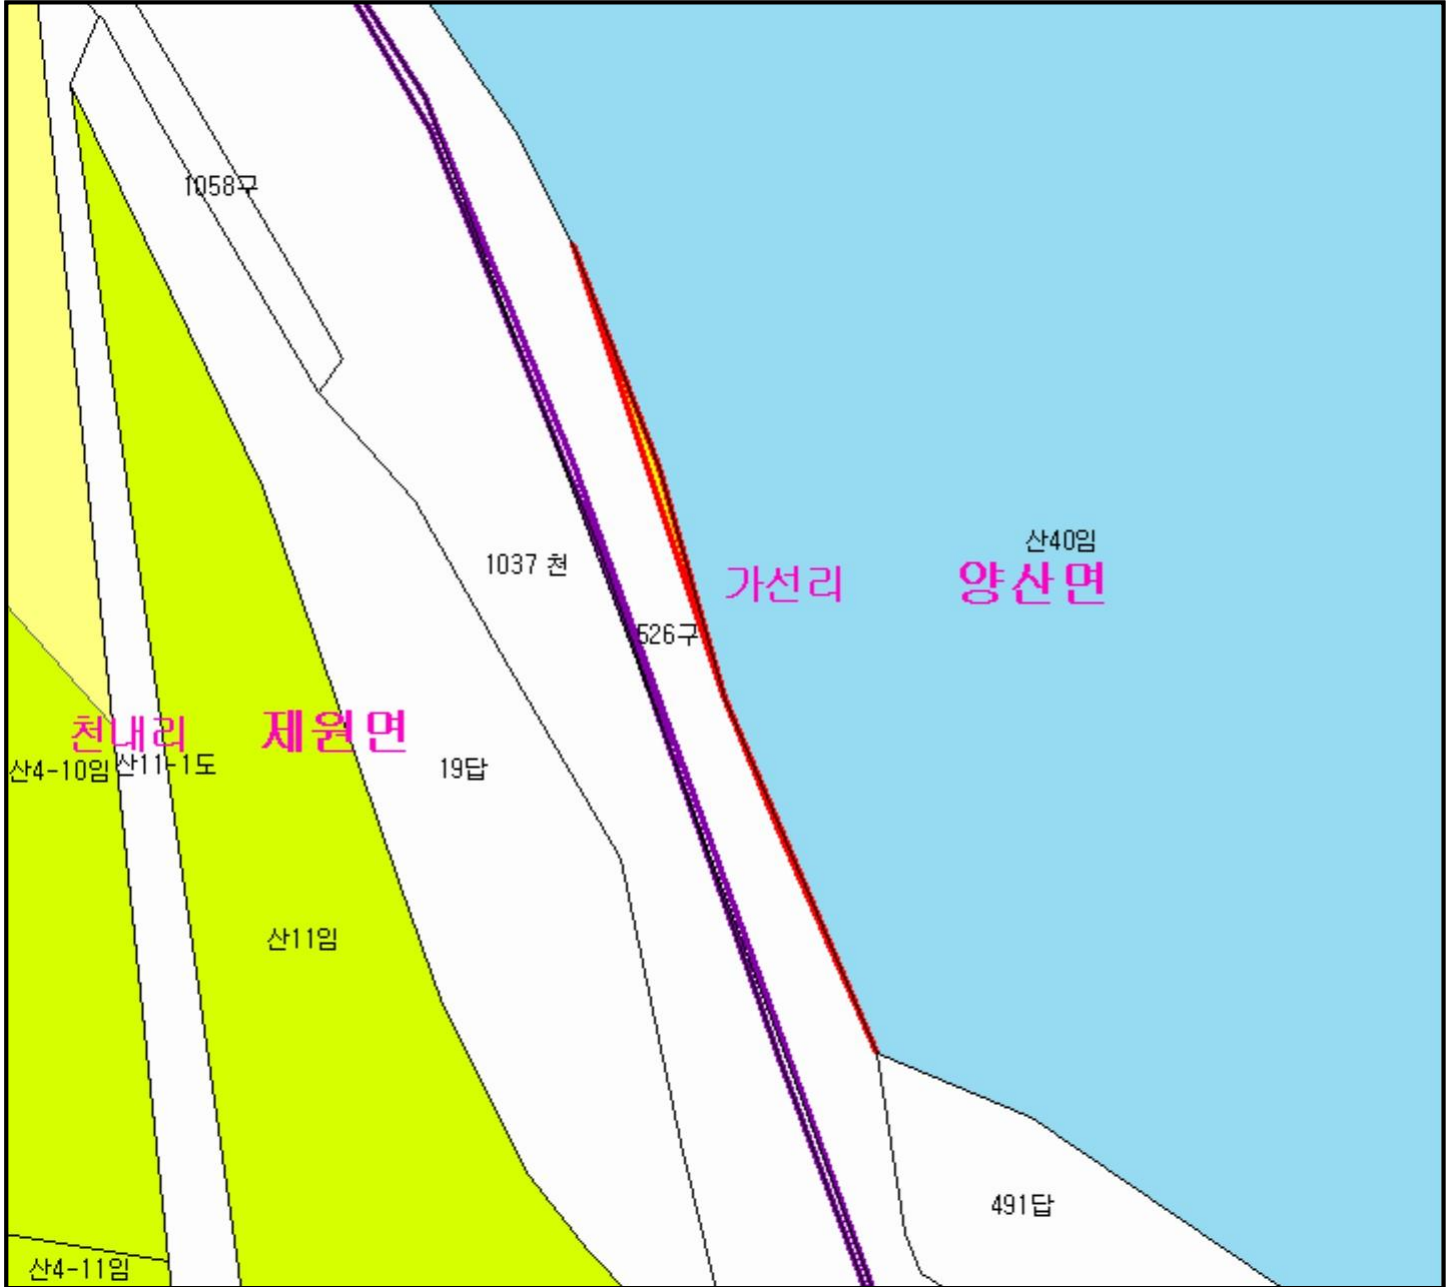 1058구
산40임
1037 천
가선리
양산면
526구
천내리
제원면
산4-10임
산11-1도
19답
산11임
491답
산4-11임